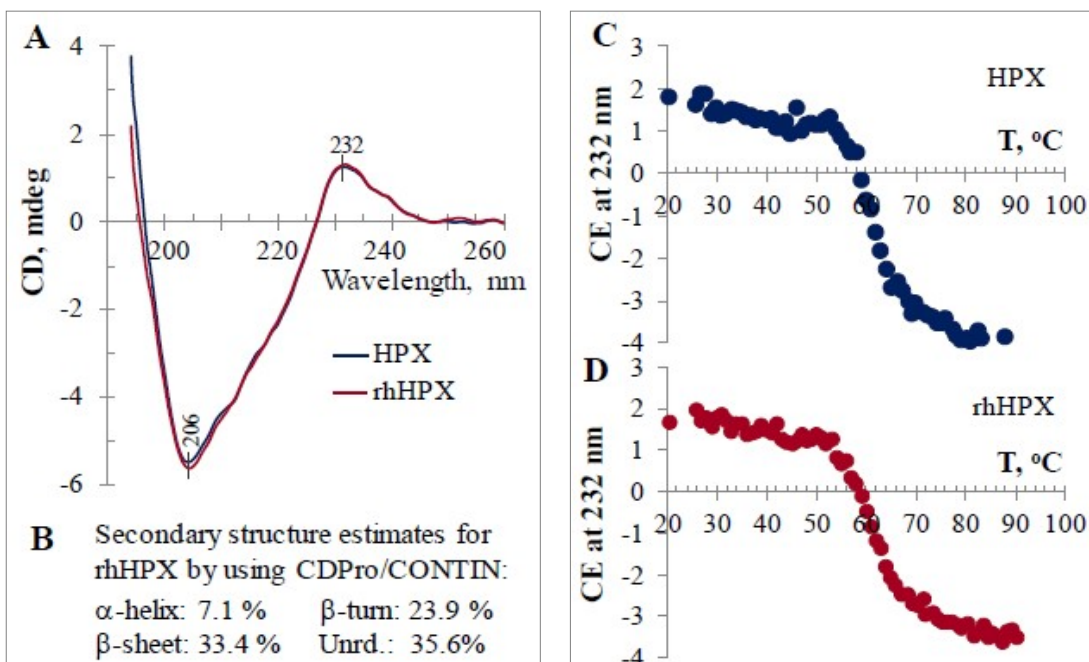 A
4
2
0
-2
-4
-6
CD, mdeg
232
206
200 220 240 260
Wavelength, nm
HPX
rhHPX
B Secondary structure estimates for
rhHPX by using CDPro/CONTIN:
α-helix: 7.1 % β-turn: 23.9 %
β-sheet: 33.4 % Unrd.: 35.6%
C
3
2
1
0
-1
-2
-3
-4
CE at 232 nm
HPX
T, ºC
20 30 40 50 60 70 80 90 100
D
3
2
1
0
-1
-2
-3
-4
CE at 232 nm
rhHPX
T, ºC
20 30 40 50 60 70 80 90 100